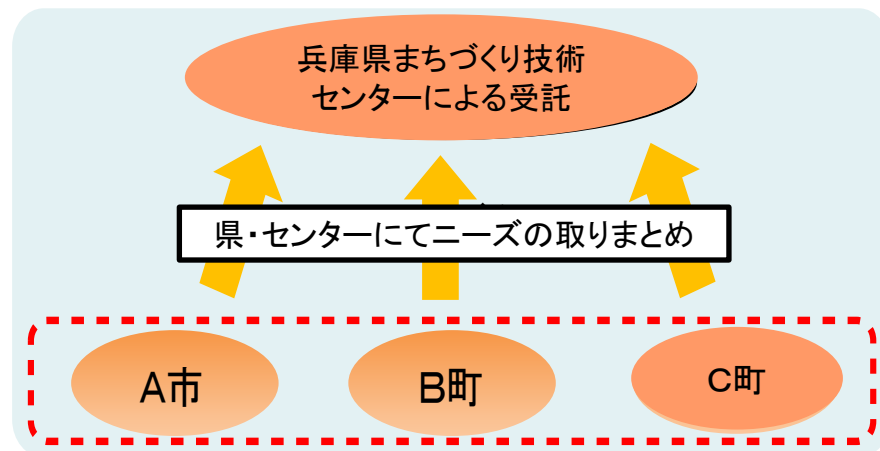 兵庫県まちづくり技術
センターによる受託
県・センターにてニーズの取りまとめ
A市
B町
C町